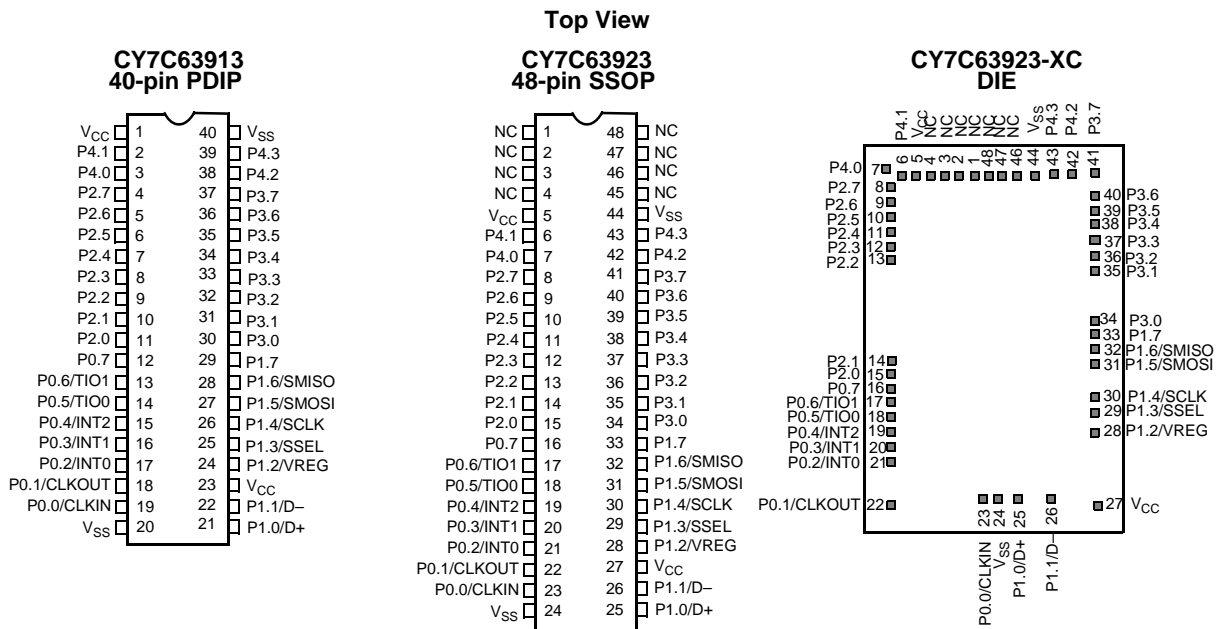 Top View
CY7C63913
40-pin PDIP
VCC 1 40 VSS
P4.1 2 39 P4.3
P4.0 3 38 P4.2
P2.7 4 37 P3.7
P2.6 5 36 P3.6
P2.5 6 35 P3.5
P2.4 7 34 P3.4
P2.3 8 33 P3.3
P2.2 9 32 P3.2
P2.1 10 31 P3.1
P2.0 11 30 P3.0
P0.7 12 29 P1.7
P0.6/TIO1 13 28 P1.6/SMISO
P0.5/TIO0 14 27 P1.5/SMOSI
P0.4/INT2 15 26 P1.4/SCLK
P0.3/INT1 16 25 P1.3/SSEL
P0.2/INT0 17 24 P1.2/VREG
P0.1/CLKOUT 18 23 VCC
P0.0/CLKIN 19 22 P1.1/D–
VSS 20 21 P1.0/D+
CY7C63923
48-pin SSOP
NC 1 48 NC
NC 2 47 NC
NC 3 46 NC
NC 4 45 NC
VCC 5 44 VSS
P4.1 6 43 P4.3
P4.0 7 42 P4.2
P2.7 8 41 P3.7
P2.6 9 40 P3.6
P2.5 10 39 P3.5
P2.4 11 38 P3.4
P2.3 12 37 P3.3
P2.2 13 36 P3.2
P2.1 14 35 P3.1
P2.0 15 34 P3.0
P0.7 16 33 P1.7
P0.6/TIO1 17 32 P1.6/SMISO
P0.5/TIO0 18 31 P1.5/SMOSI
P0.4/INT2 19 30 P1.4/SCLK
P0.3/INT1 20 29 P1.3/SSEL
P0.2/INT0 21 28 P1.2/VREG
P0.1/CLKOUT 22 27 VCC
P0.0/CLKIN 23 26 P1.1/D–
VSS 24 25 P1.0/D+
CY7C63923-XC
DIE
P4.1 VCC NC NC NC NC NC NC NC VSS P4.3 P4.2 P3.7
6 5 4 3 2 1 48 47 46 44 43 42 41
P4.0 7
P2.7 8
P2.6 9
P2.5 10
P2.4 11
P2.3 12
P2.2 13
P2.1 14
P2.0 15
P0.7 16
P0.6/TIO1 17
P0.5/TIO0 18
P0.4/INT2 19
P0.3/INT1 20
P0.2/INT0 21
P0.1/CLKOUT 22
40 P3.6
39 P3.5
38 P3.4
37 P3.3
36 P3.2
35 P3.1
34 P3.0
33 P1.7
32 P1.6/SMISO
31 P1.5/SMOSI
30 P1.4/SCLK
29 P1.3/SSEL
28 P1.2/VREG
27 VCC
23 24 25 26
P0.0/CLKIN VSS P1.0/D+ P1.1/D–